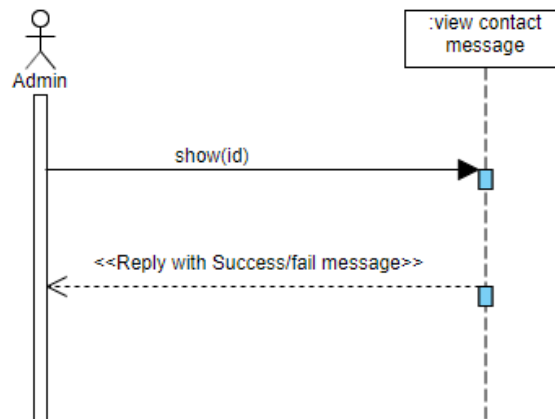 :view contact
message
Admin
show(id)
<<Reply with Success/fail message>>